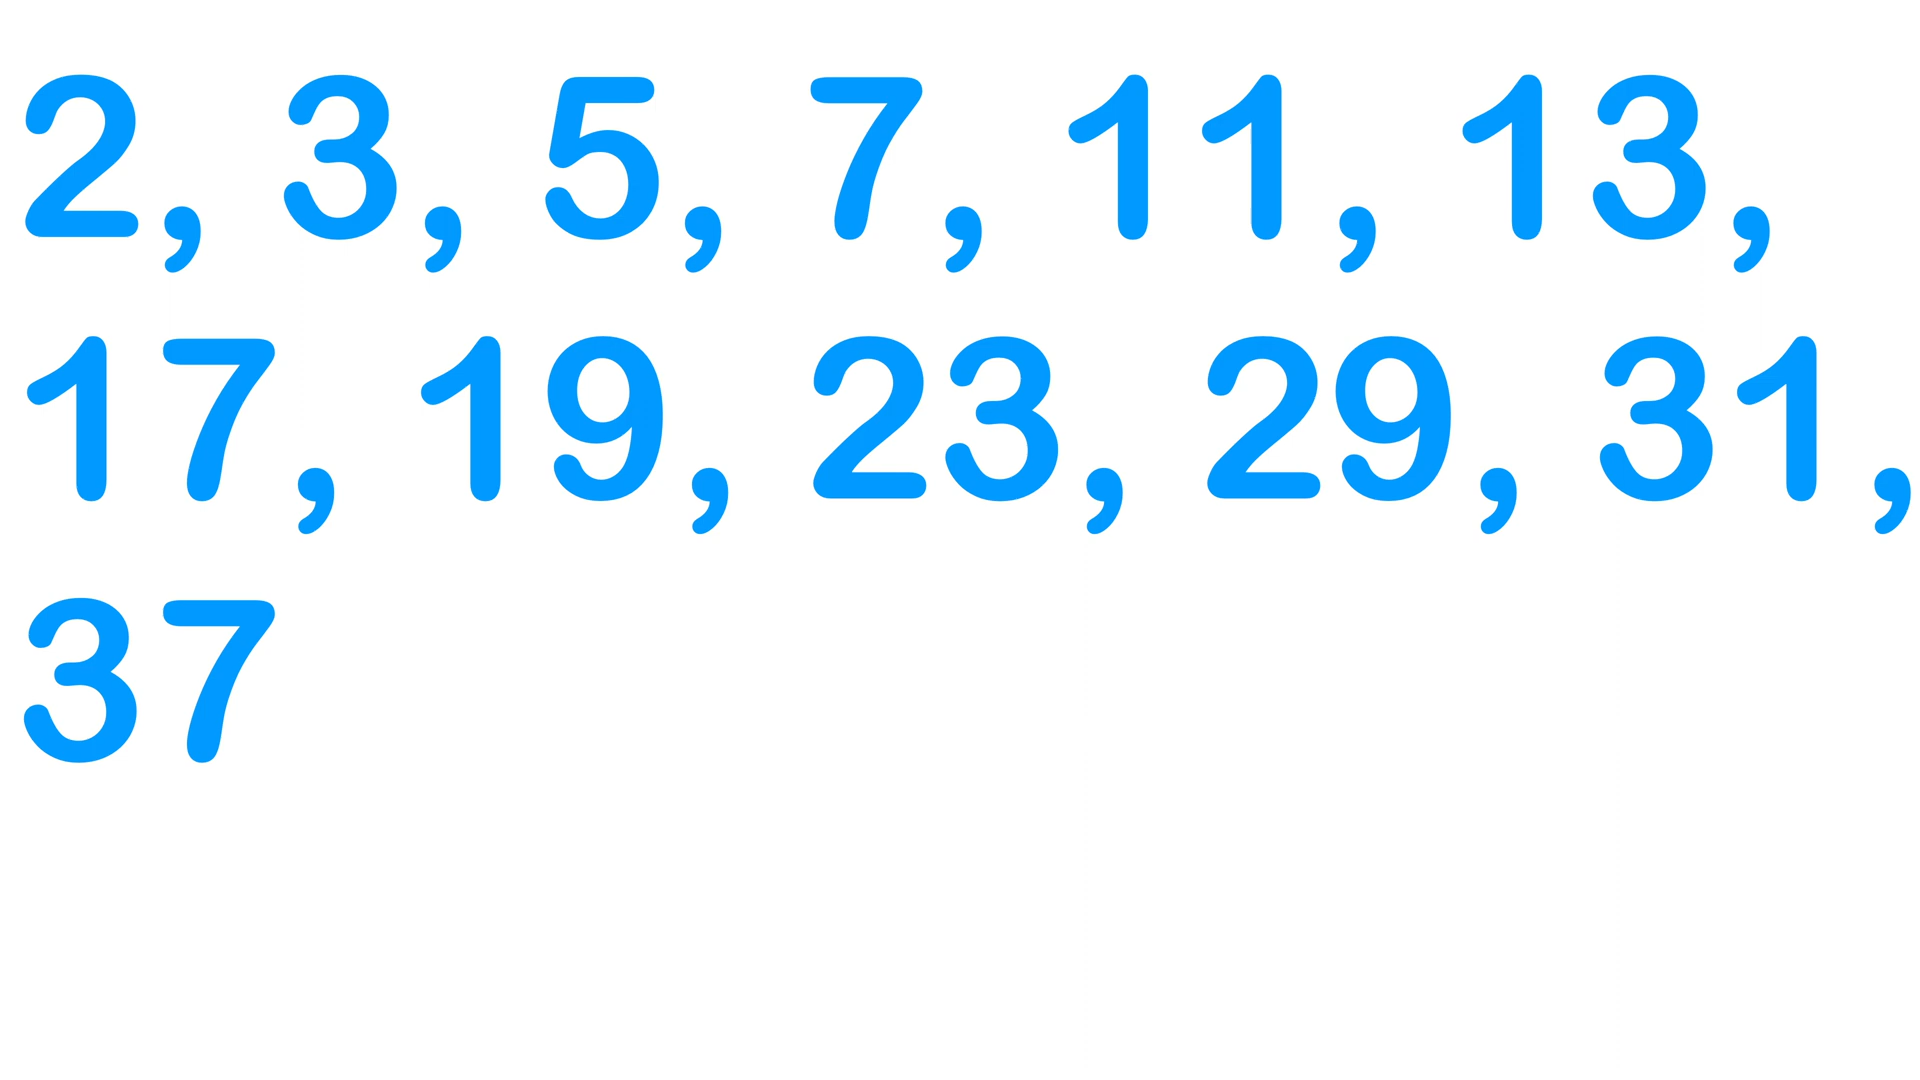 2, 3, 5, 7, 11, 13,
17, 19, 23, 29, 31,
37